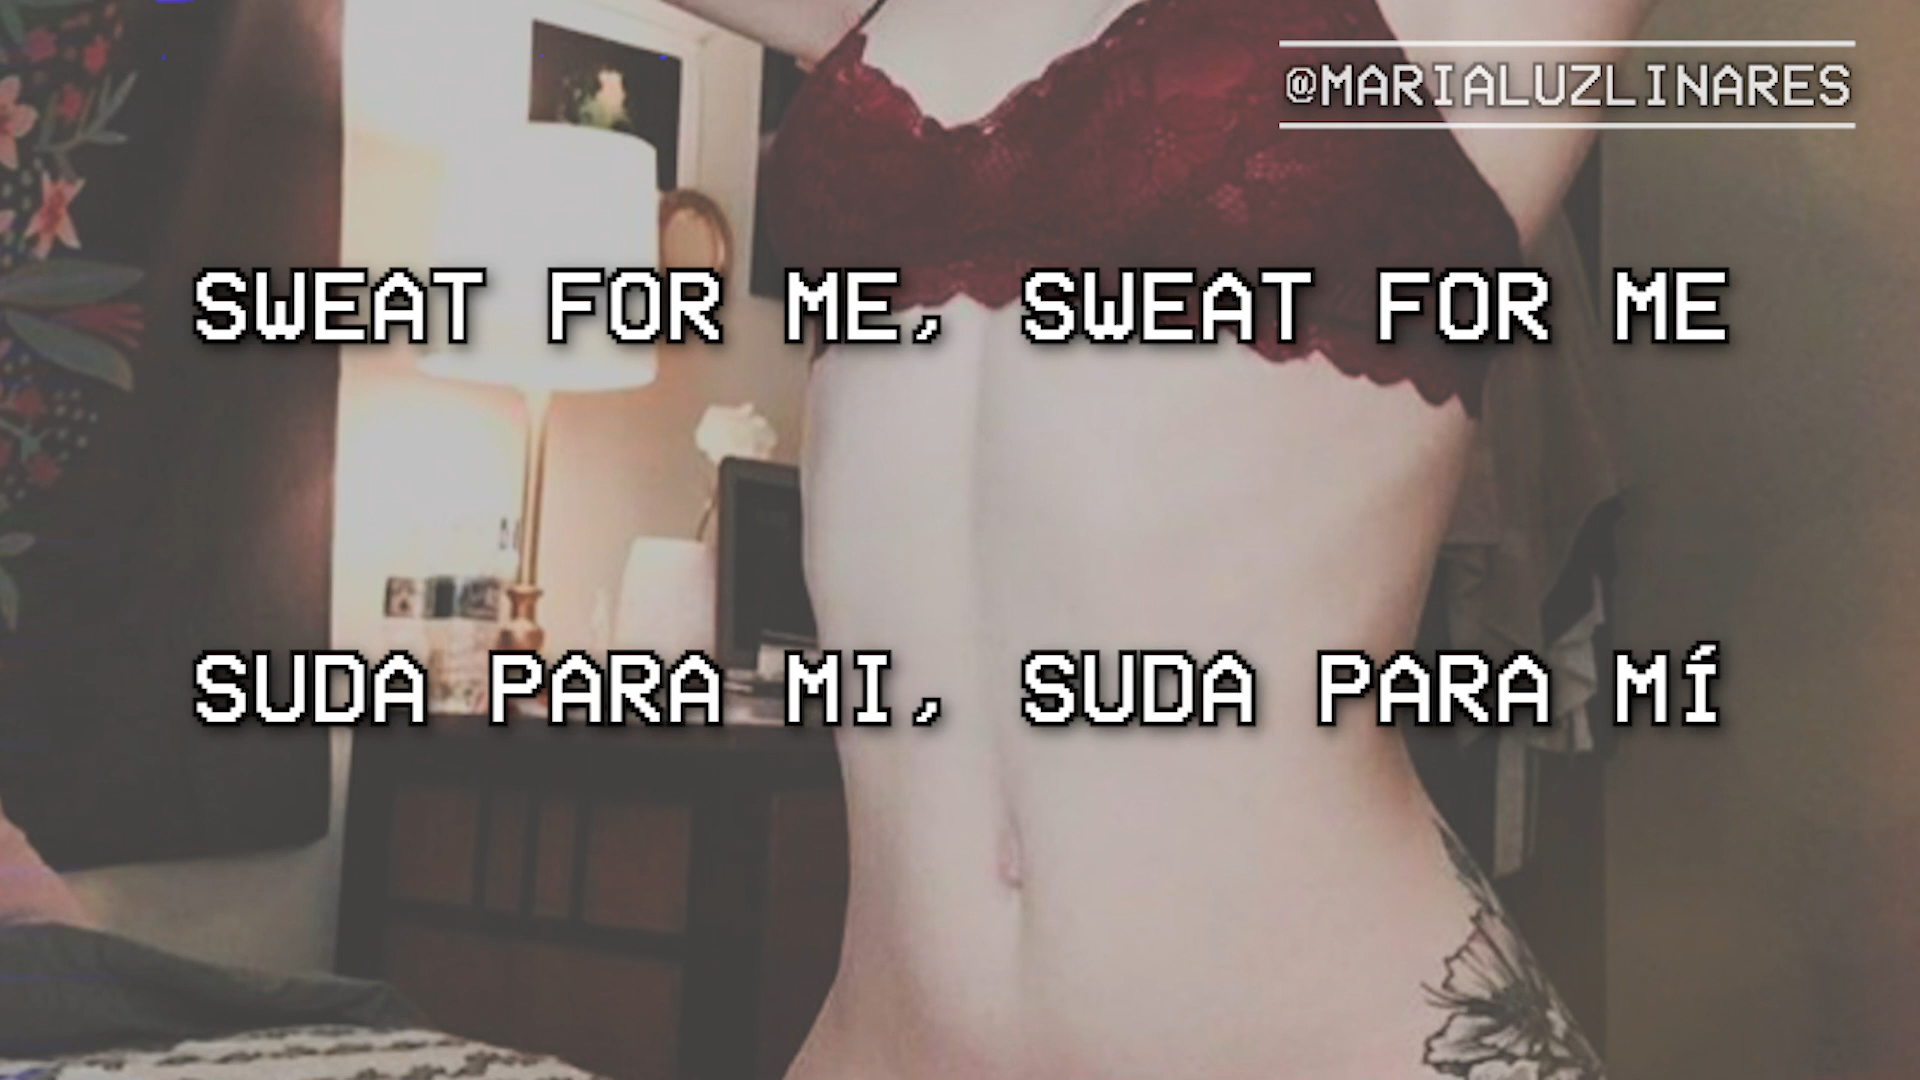 @MARIALUZLINARES
SWEAT FOR ME, SWEAT FOR ME
SUDA PARA MI, SUDA PARA MÍ